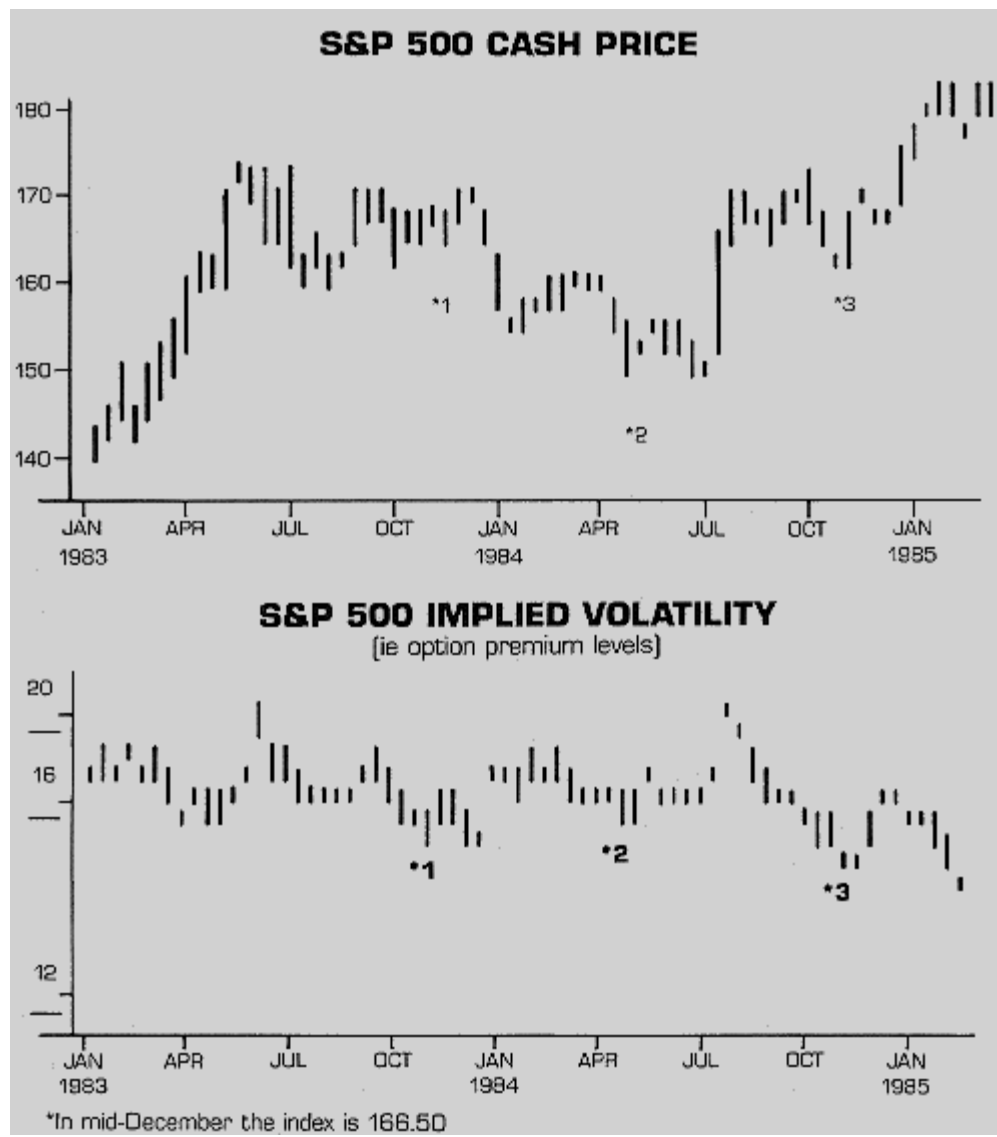 S&P 500 CASH PRICE
180
170
160
150
140
*1
*2
*3
JAN APR JUL OCT JAN APR JUL OCT JAN
1983 1984 1985
S&P 500 IMPLIED VOLATILITY
(ie option premium levels)
20
16
12
*1
*2
*3
JAN APR JUL OCT JAN APR JUL OCT JAN
1983 1984 1985
*In mid-December the index is 166.50